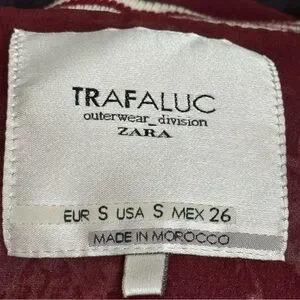 TRAFALUC
outerwear_division
ZARA
EUR S USA S MEX 26
MADE IN MOROCCO